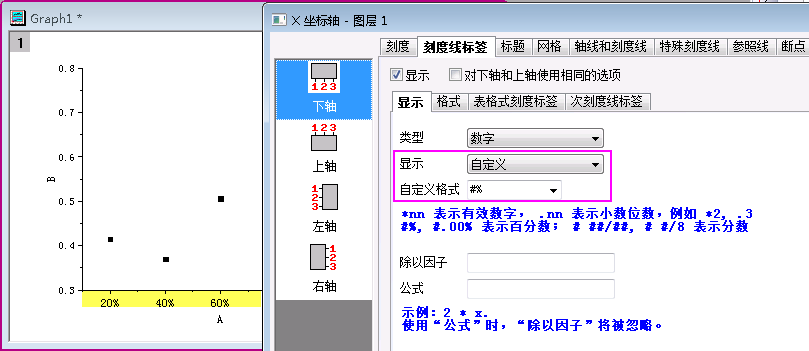 Graph1 *
1
0.8
0.7
0.6
0.5
0.4
0.3
B
20%
40%
60%
A
X 坐标轴 - 图层 1
刻度
刻度线标签
标题
网格
轴线和刻度线
特殊刻度线
参照线
断点
1 2 3
下轴
1 2 3
上轴
1
2
3
左轴
1
2
3
右轴
显示
对下轴和上轴使用相同的选项
显示
格式
表格式刻度标签
次刻度线标签
类型
数字
显示
自定义
自定义格式
#%
*nn 表示有效数字, .nn 表示小数位数,例如 *2, .3
#%, #.00% 表示百分数; # ##/##, # #/8 表示分数
除以因子
公式
示例: 2 * x.
使用“公式”时,“除以因子”将被忽略。